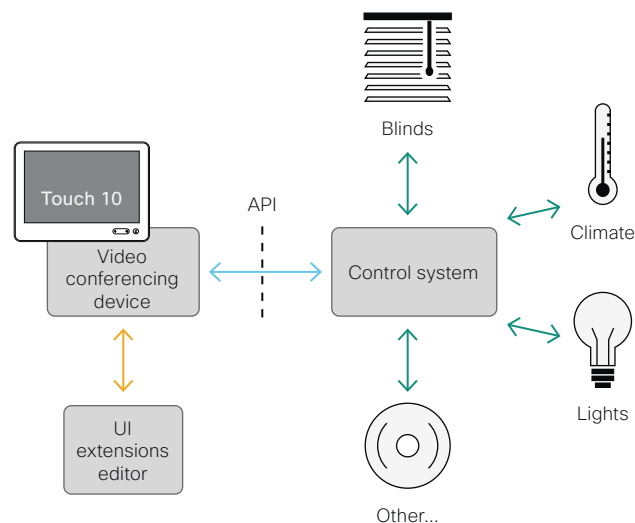 Blinds
Touch 10
API
Climate
Video
conferencing
device
Control system
Lights
UI
extensions
editor
Other...